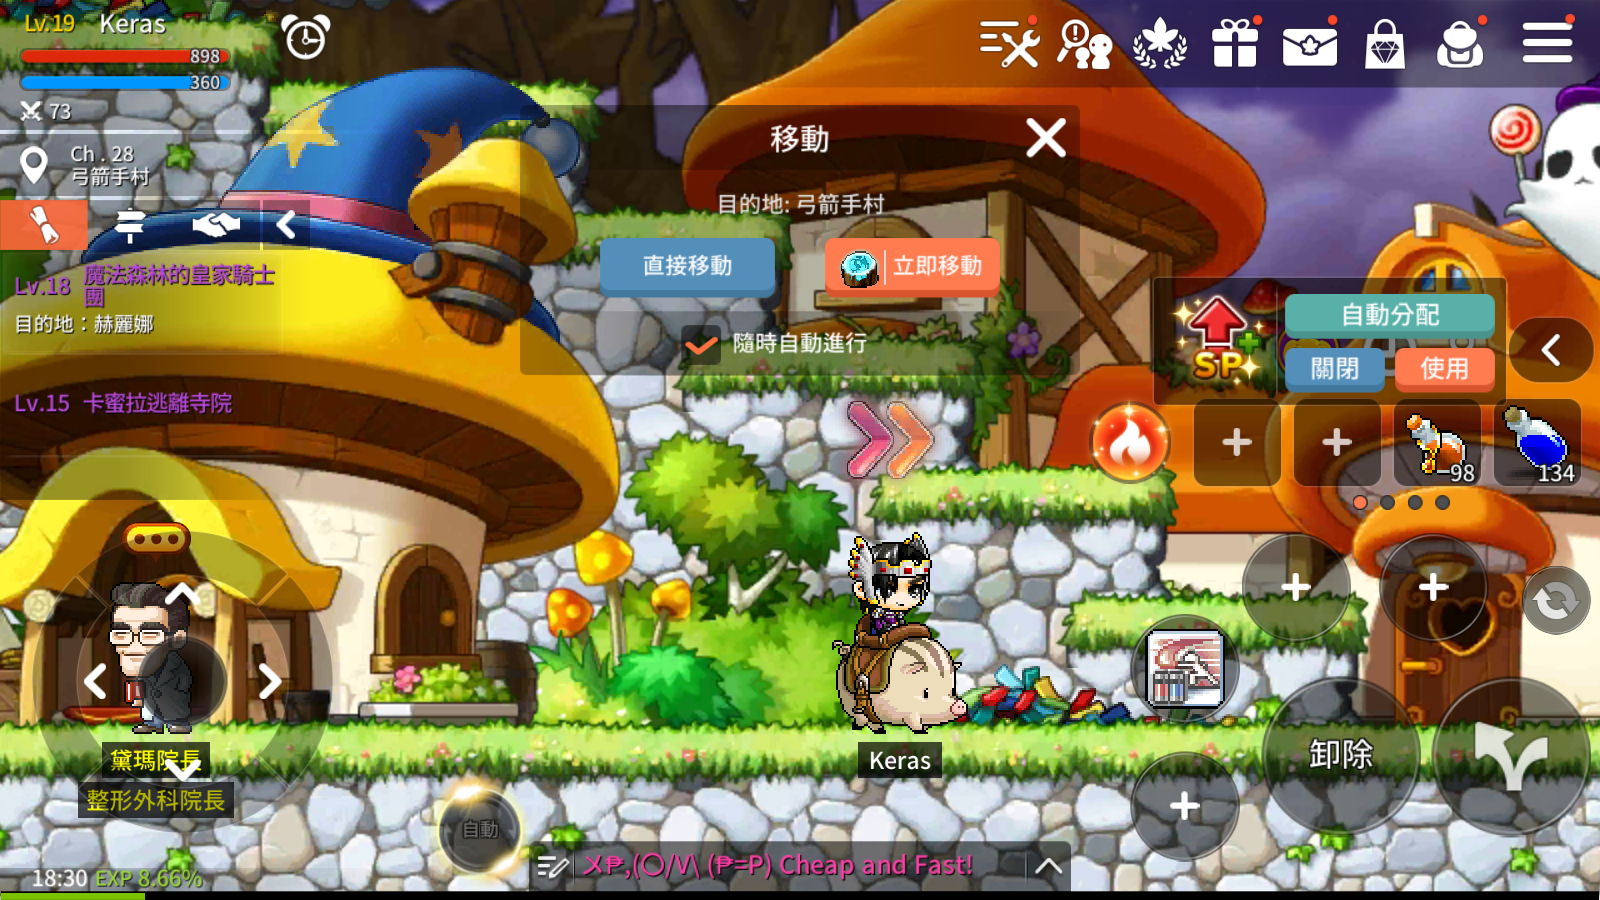 Lv.19 Keras
898
360
73
Ch . 28
弓箭手村
移動
目的地: 弓箭手村
直接移動
立即移動
隨時自動進行
Lv.18 魔法森林的皇家騎士
團
目的地：赫麗娜
Lv.15 卡蜜拉逃離寺院
SP
自動分配
關閉
使用
98
134
黛瑪院長
整形外科院長
Keras
卸除
自動
18:30 EXP 8.66%
メ₱,(〇/V\ (₱=P) Cheap and Fast!